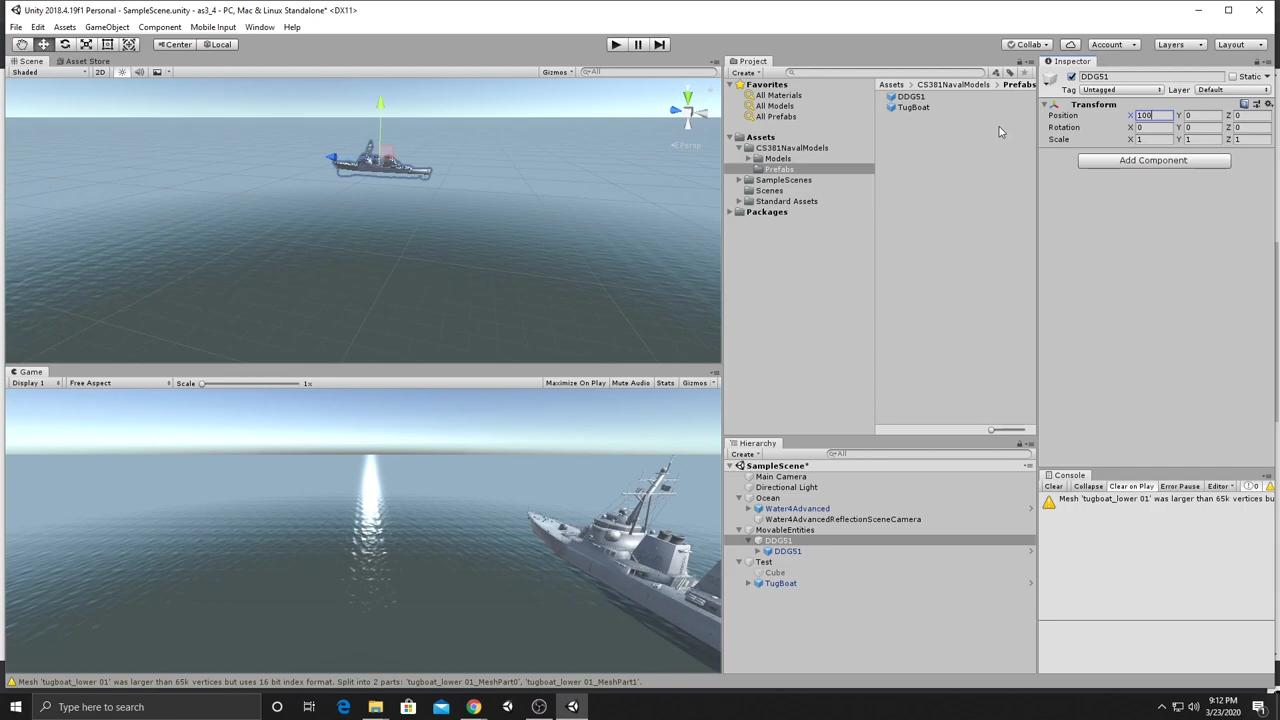 Unity 2018.4.19f1 Personal - SampleScene.unity - as3_4 - PC, Mac & Linux Standalone* <DX11>
File Edit Assets GameObject Component Mobile Input Window Help
Center Local Collab Account Layers Layout
Scene Asset Store
Shaded 2D Gizmos All
Persp
Project
Create
Favorites
All Materials
All Models
All Prefabs
Assets
CS381NavalModels
Models
Prefabs
SampleScenes
Scenes
Standard Assets
Packages
Assets > CS381NavalModels > Prefabs
DDG51
TugBoat
Inspector
DDG51 Static
Tag Untagged Layer Default
Transform
Position X 100 Y 0 Z 0
Rotation X 0 Y 0 Z 0
Scale X 1 Y 1 Z 1
Add Component
Game
Display 1 Free Aspect Scale 1x Maximize On Play Mute Audio Stats Gizmos
Hierarchy
Create All
SampleScene*
Main Camera
Directional Light
Ocean
Water4Advanced
Water4AdvancedReflectionSceneCamera
MovableEntities
DDG51
DDG51
Test
Cube
TugBoat
Console
Clear Collapse Clear on Play Error Pause Editor 0
Mesh 'tugboat_lower 01' was larger than 65k vertices bu
Mesh 'tugboat_lower 01' was larger than 65k vertices but uses 16 bit index format. Split into 2 parts: 'tugboat_lower 01_MeshPart0', 'tugboat_lower 01_MeshPart1'.
Type here to search
9:12 PM
3/23/2020